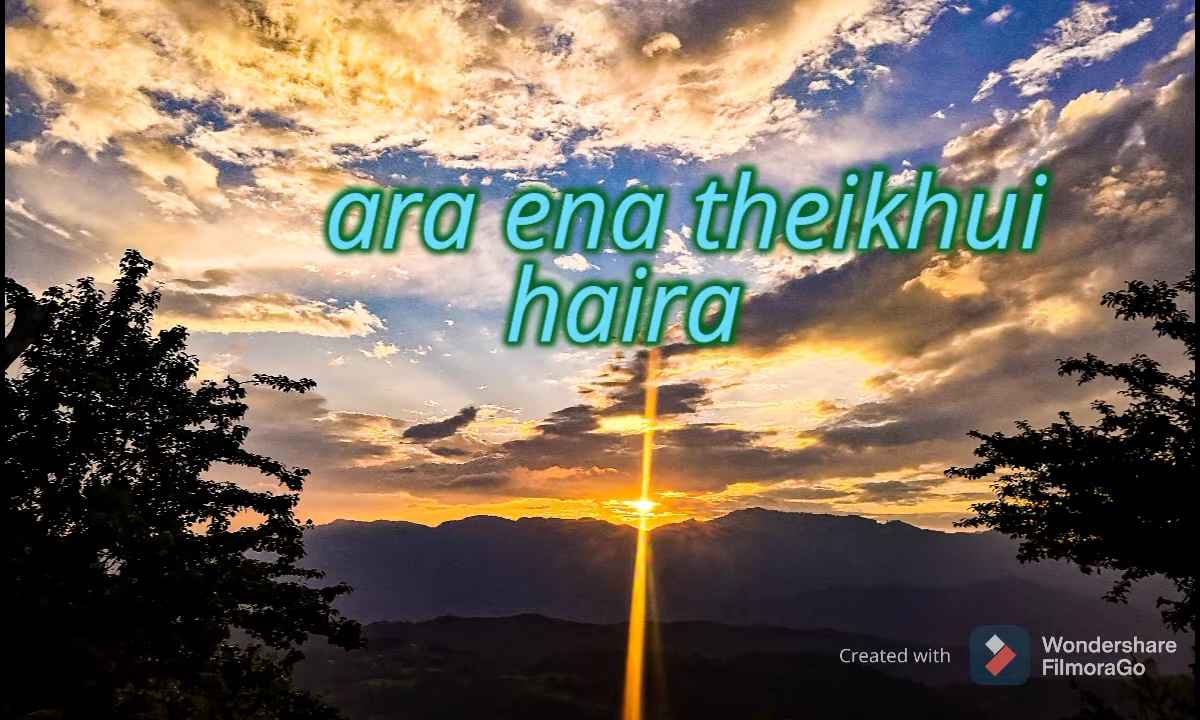 ara ena theikhui
haira
Created with
Wondershare
FilmoraGo